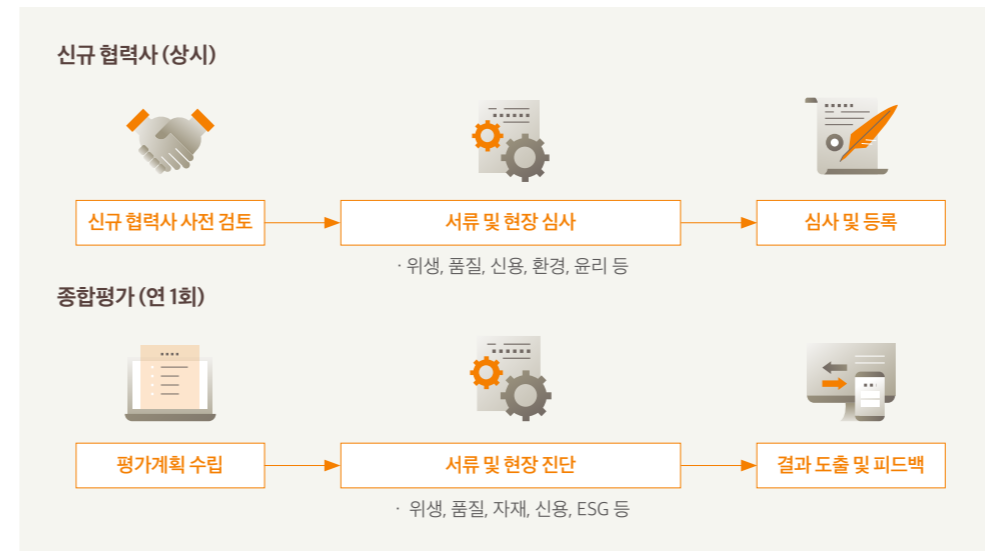 신규 협력사 (상시)
신규 협력사 사전 검토
서류 및 현장 심사
심사 및 등록
· 위생, 품질, 신용, 환경, 윤리 등
종합평가 (연 1회)
평가계획 수립
서류 및 현장 진단
결과 도출 및 피드백
· 위생, 품질, 자재, 신용, ESG 등